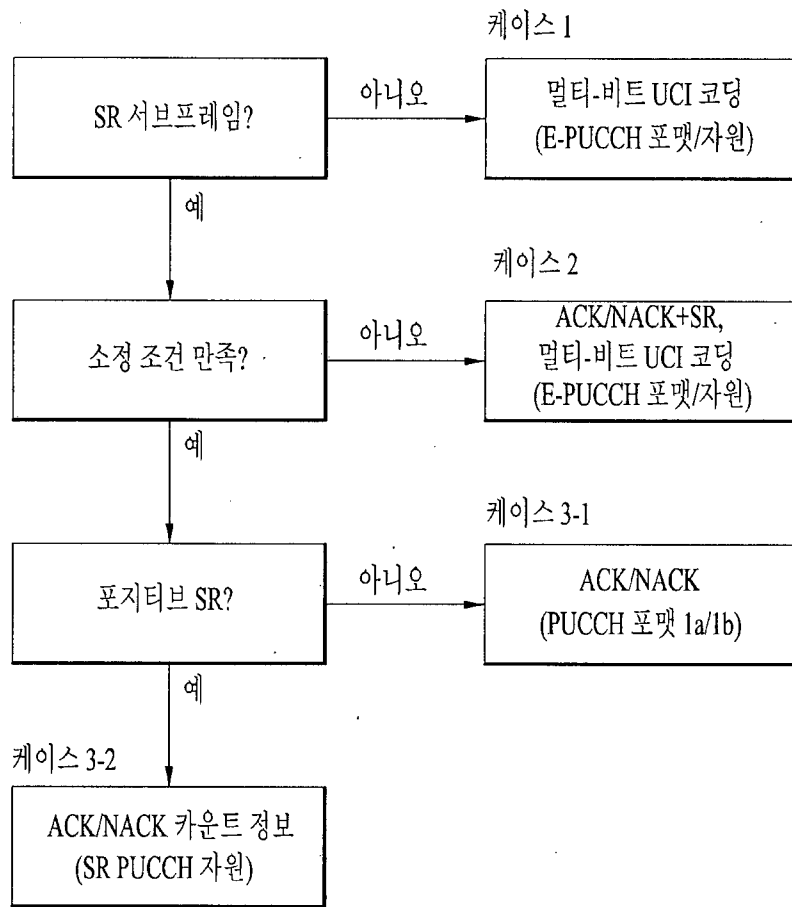 케이스 1
SR 서브프레임?
아니오
멀티-비트 UCI 코딩
(E-PUCCH 포맷/자원)
예
케이스 2
소정 조건 만족?
아니오
ACK/NACK+SR,
멀티-비트 UCI 코딩
(E-PUCCH 포맷/자원)
예
케이스 3-1
포지티브 SR?
아니오
ACK/NACK
(PUCCH 포맷 1a/1b)
예
케이스 3-2
ACK/NACK 카운트 정보
(SR PUCCH 자원)